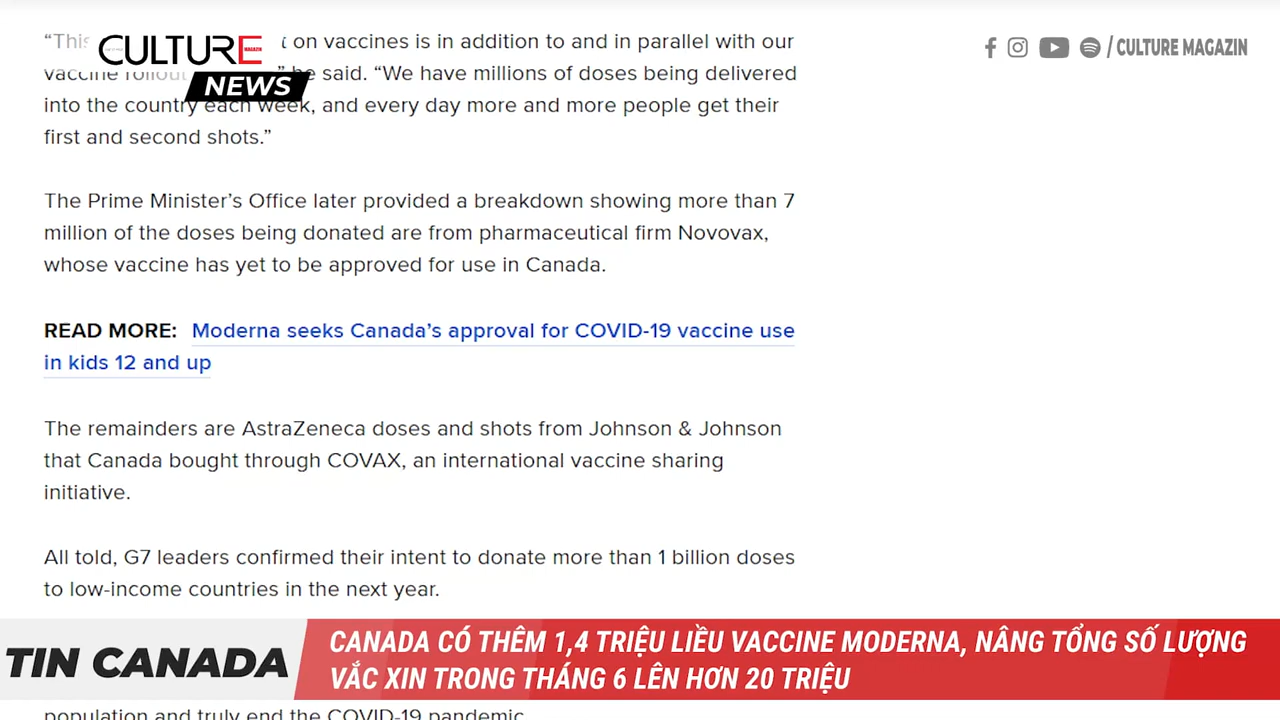 “This
on vaccines is in addition to and in parallel with our
CULTURE
MAGAZIN
NEWS
/ CULTURE MAGAZIN
vaccine rollout he said. “We have millions of doses being delivered
into the country each week, and every day more and more people get their
first and second shots.”
The Prime Minister’s Office later provided a breakdown showing more than 7
million of the doses being donated are from pharmaceutical firm Novovax,
whose vaccine has yet to be approved for use in Canada.
READ MORE: Moderna seeks Canada’s approval for COVID-19 vaccine use
in kids 12 and up
The remainders are AstraZeneca doses and shots from Johnson & Johnson
that Canada bought through COVAX, an international vaccine sharing
initiative.
All told, G7 leaders confirmed their intent to donate more than 1 billion doses
to low-income countries in the next year.
TIN CANADA
CANADA CÓ THÊM 1,4 TRIỆU LIỀU VACCINE MODERNA, NÂNG TỔNG SỐ LƯỢNG
VẮC XIN TRONG THÁNG 6 LÊN HƠN 20 TRIỆU
population and truly end the COVID-19 pandemic